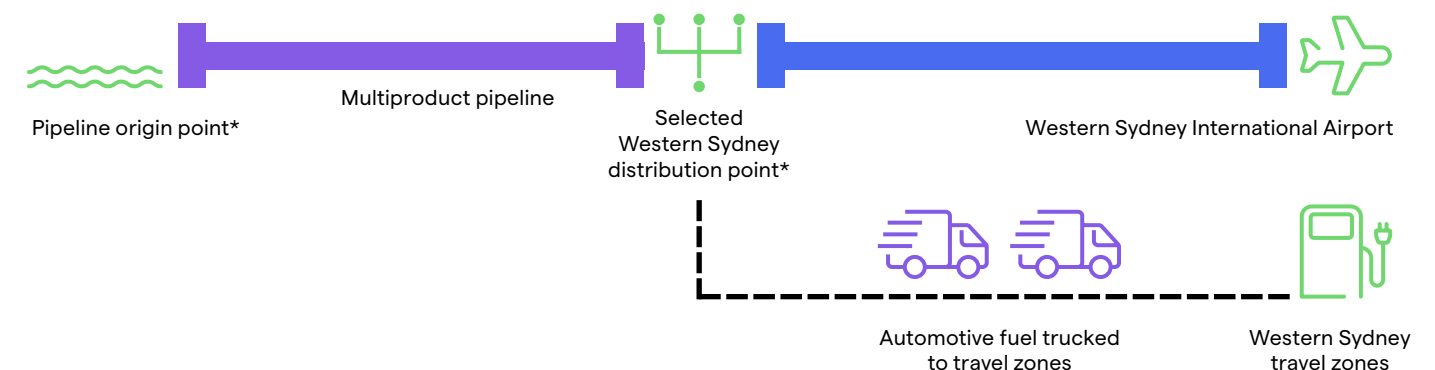 Multiproduct pipeline
Pipeline origin point*
Selected
Western Sydney
distribution point*
Western Sydney International Airport
Automotive fuel trucked
to travel zones
Western Sydney
travel zones